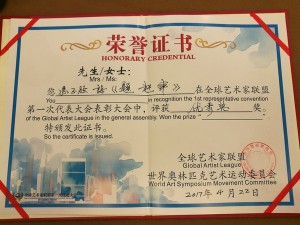 荣誉证书
HONORARY CREDENTIAL
先生/女士:
Mrs / Ms:
您 在全球艺术家联盟
You in recognition the 1st representative convention
第一次代表大会表彰大会中，评获 优秀奖 奖，
of the Global Artist League in the general assembly. Won the prize
特颁发此证书。
So the certificate is issued.
全球艺术家联盟
Global Artist League
世界奥林匹克艺术运动委员会
World Art Symposium Movement Committee
2017年4月22日